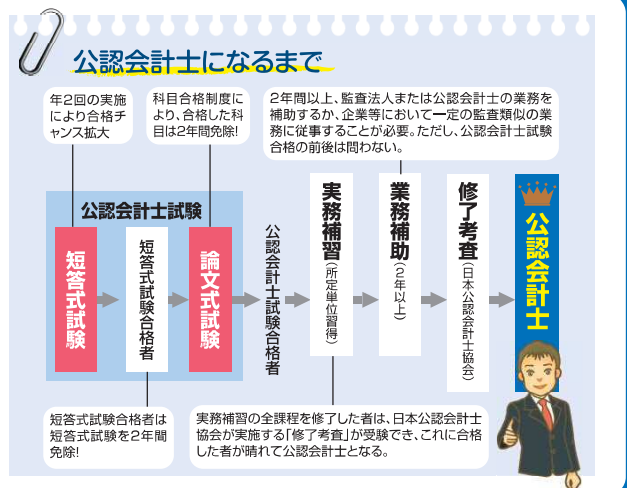 公認会計士になるまで
年2回の実施
により合格チ
ャンス拡大
科目合格制度に
より、合格した科
目は2年間免除!
2年間以上、監査法人または公認会計士の業務を
補助するか、企業等において一定の監査類似の業
務に従事することが必要。ただし、公認会計士試験
合格の前後は問わない。
公認会計士試験
短答式試験
短答式試験合格者
論文式試験
公認会計士試験合格者
実務補習(所定単位習得)
業務補助(2年以上)
修了考査(日本公認会計士協会)
公認会計士
短答式試験合格者は
短答式試験を2年間
免除!
実務補習の全課程を修了した者は、日本公認会計士
協会が実施する「修了考査」が受験でき、これに合格
した者が晴れて公認会計士となる。